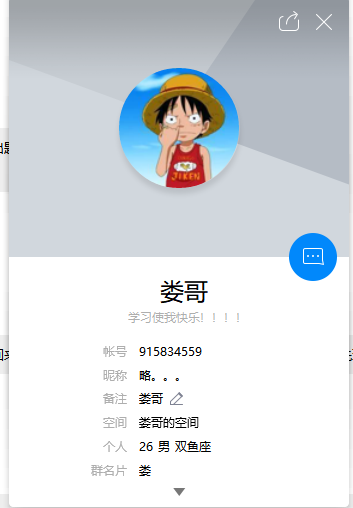 JIKEN
娄哥
学习使我快乐！！！！
帐号 915834559
昵称 略。。。
备注 娄哥
空间 娄哥的空间
个人 26 男 双鱼座
群名片 娄